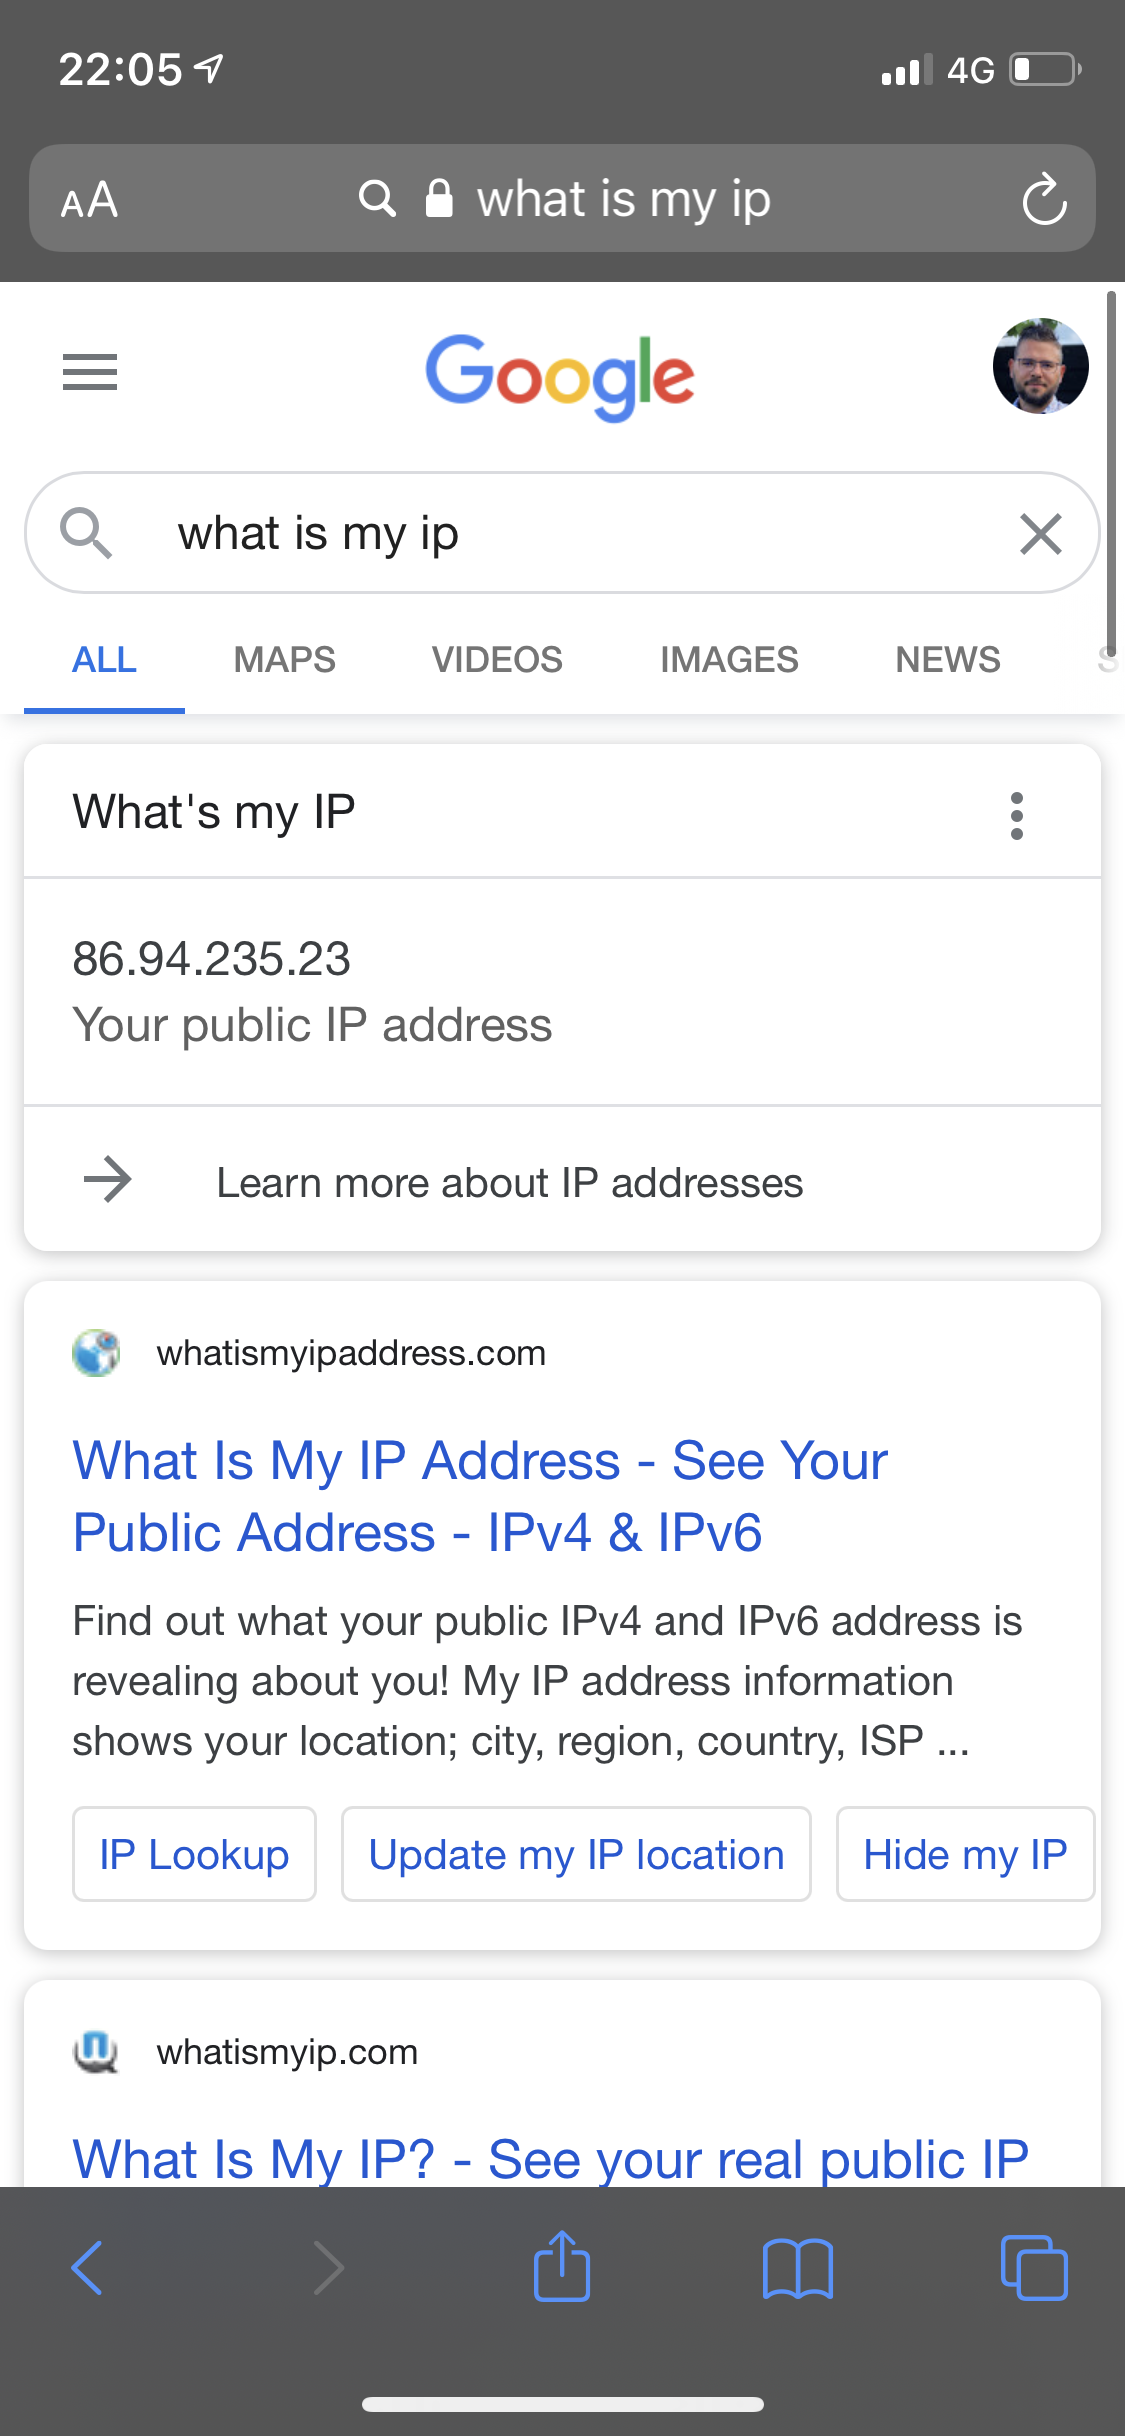 22:05
4G
AA
what is my ip
Google
what is my ip
ALL MAPS VIDEOS IMAGES NEWS S
What's my IP
86.94.235.23
Your public IP address
Learn more about IP addresses
whatismyipaddress.com
What Is My IP Address - See Your
Public Address - IPv4 & IPv6
Find out what your public IPv4 and IPv6 address is
revealing about you! My IP address information
shows your location; city, region, country, ISP ...
IP Lookup
Update my IP location
Hide my IP
whatismyip.com
What Is My IP? - See your real public IP